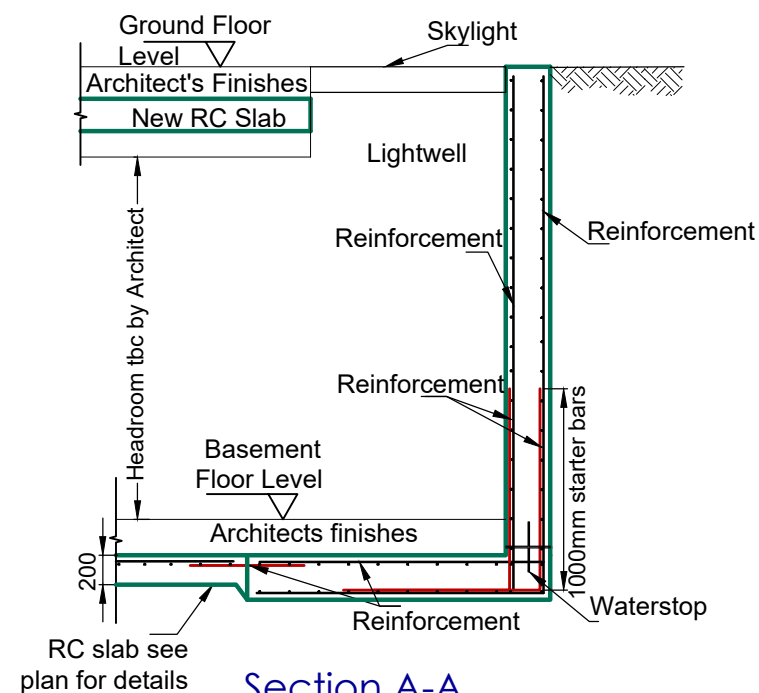 Ground Floor
Level
Skylight
Architect's Finishes
New RC Slab
Lightwell
Reinforcement
Reinforcement
Headroom tbc by Architect
Reinforcement
1000mm starter bars
Basement
Floor Level
Architects finishes
200
Waterstop
Reinforcement
RC slab see
plan for details
Section A-A